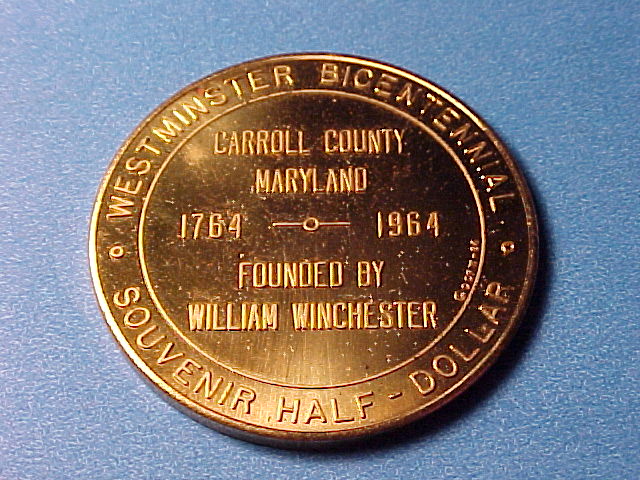 WESTMINSTER BICENTENNIAL
CARROLL COUNTY
MARYLAND
1764 1964
FOUNDED BY
WILLIAM WINCHESTER
SOUVENIR HALF-DOLLAR